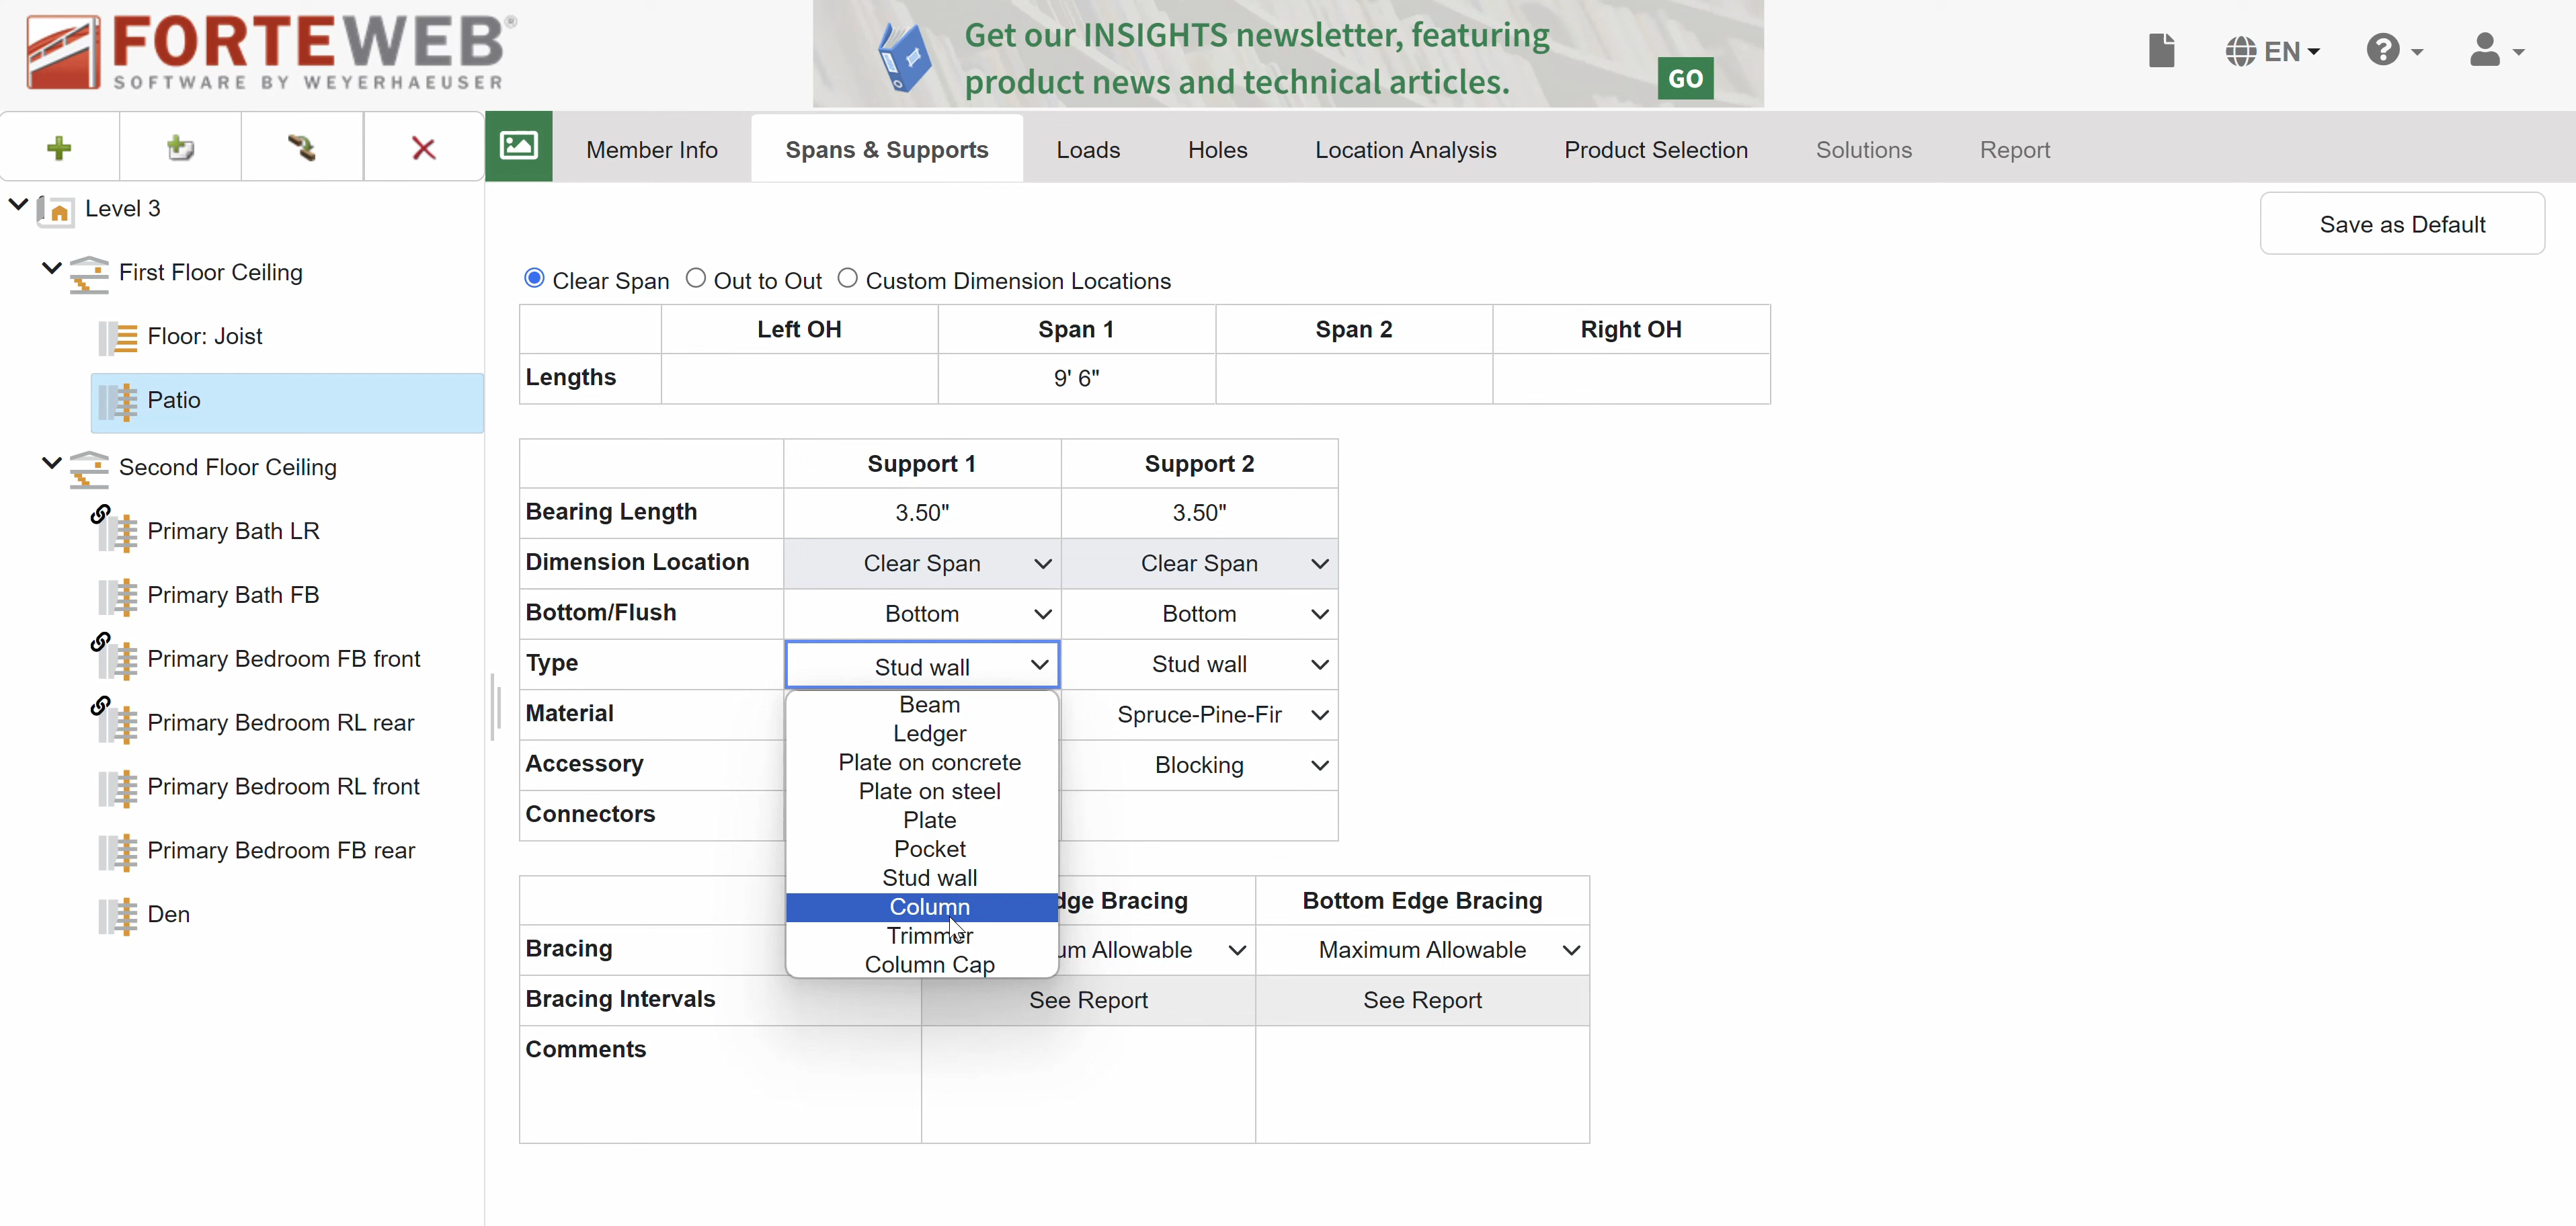 FORTEWEB®
SOFTWARE BY WEYERHAEUSER
Get our INSIGHTS newsletter, featuring
product news and technical articles.
GO
EN
Member Info
Spans & Supports
Loads
Holes
Location Analysis
Product Selection
Solutions
Report
Level 3
First Floor Ceiling
Floor: Joist
Patio
Second Floor Ceiling
Primary Bath LR
Primary Bath FB
Primary Bedroom FB front
Primary Bedroom RL rear
Primary Bedroom RL front
Primary Bedroom FB rear
Den
Save as Default
Clear Span Out to Out Custom Dimension Locations
Left OH Span 1 Span 2 Right OH
Lengths 9' 6"
Support 1 Support 2
Bearing Length 3.50" 3.50"
Dimension Location Clear Span Clear Span
Bottom/Flush Bottom Bottom
Type Stud wall Stud wall
Material Spruce-Pine-Fir
Accessory Blocking
Connectors
Beam
Ledger
Plate on concrete
Plate on steel
Plate
Pocket
Stud wall
Column
Trimmer
Column Cap
dge Bracing Bottom Edge Bracing
Bracing um Allowable Maximum Allowable
Bracing Intervals See Report See Report
Comments